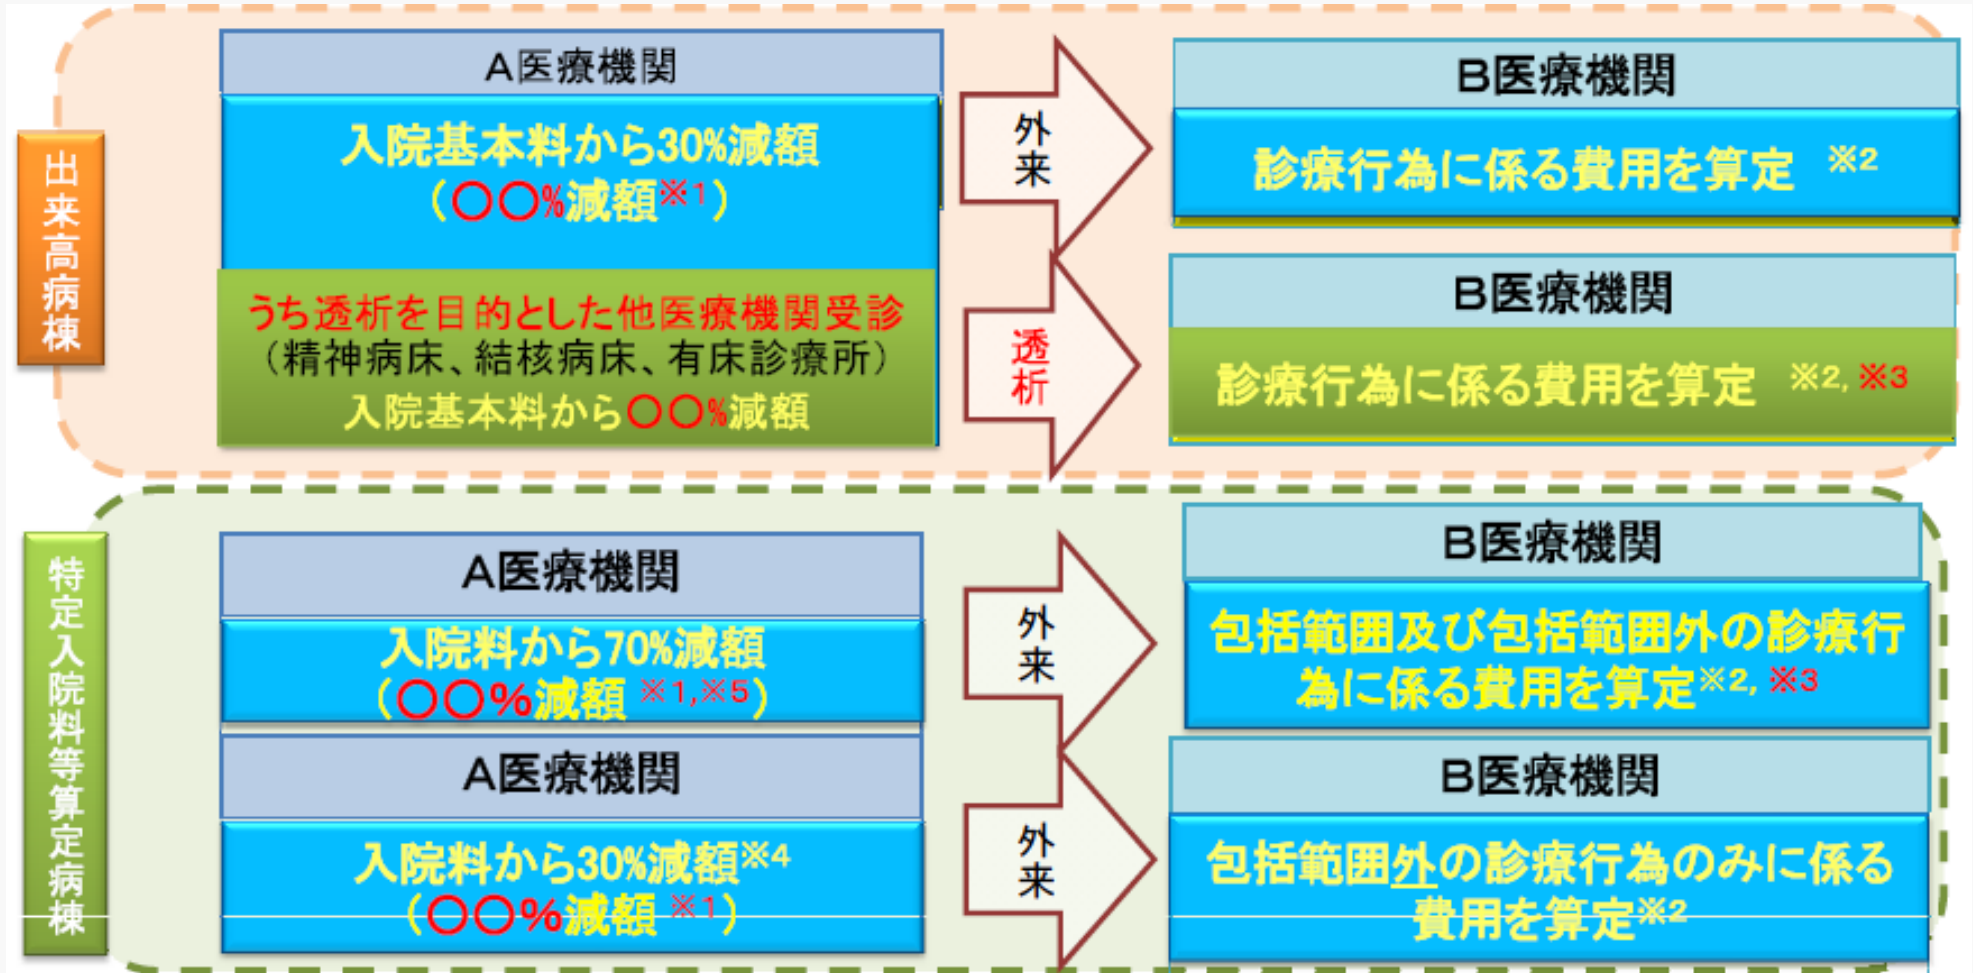 出来高病棟
A医療機関
入院基本料から30%減額
(〇〇%減額※1)
うち透析を目的とした他医療機関受診
(精神病床、結核病床、有床診療所)
入院基本料から〇〇%減額
外来
透析
B医療機関
診療行為に係る費用を算定 ※2
B医療機関
診療行為に係る費用を算定 ※2, ※3
特定入院料等算定病棟
A医療機関
入院料から70%減額
(〇〇%減額 ※1,※5)
外来
B医療機関
包括範囲及び包括範囲外の診療行
為に係る費用を算定※2, ※3
A医療機関
入院料から30%減額※4
(〇〇%減額 ※1)
外来
B医療機関
包括範囲外の診療行為のみに係る
費用を算定※2